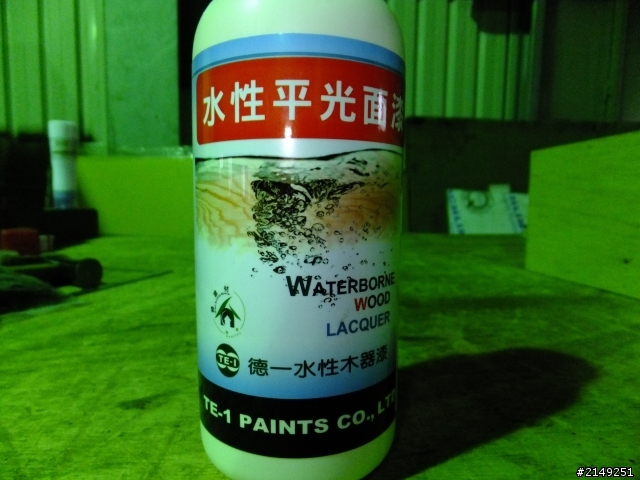 水性平光面漆
WATERBORNE
WOOD
LACQUER
TE-1
德一水性木器漆
TE-1 PAINTS CO., LT
#2149251